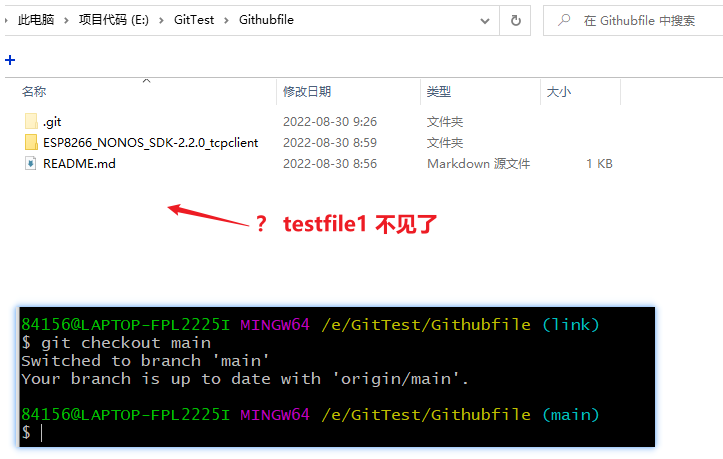 此电脑 › 项目代码 (E:) › GitTest › Githubfile
在 Githubfile 中搜索
名称 修改日期 类型 大小
.git 2022-08-30 9:26 文件夹
ESP8266_NONOS_SDK-2.2.0_tcpclient 2022-08-30 8:59 文件夹
README.md 2022-08-30 8:56 Markdown 源文件 1 KB
？ testfile1 不见了
84156@LAPTOP-FPL2225I MINGW64 /e/GitTest/Githubfile (link)
$ git checkout main
Switched to branch 'main'
Your branch is up to date with 'origin/main'.
84156@LAPTOP-FPL2225I MINGW64 /e/GitTest/Githubfile (main)
$